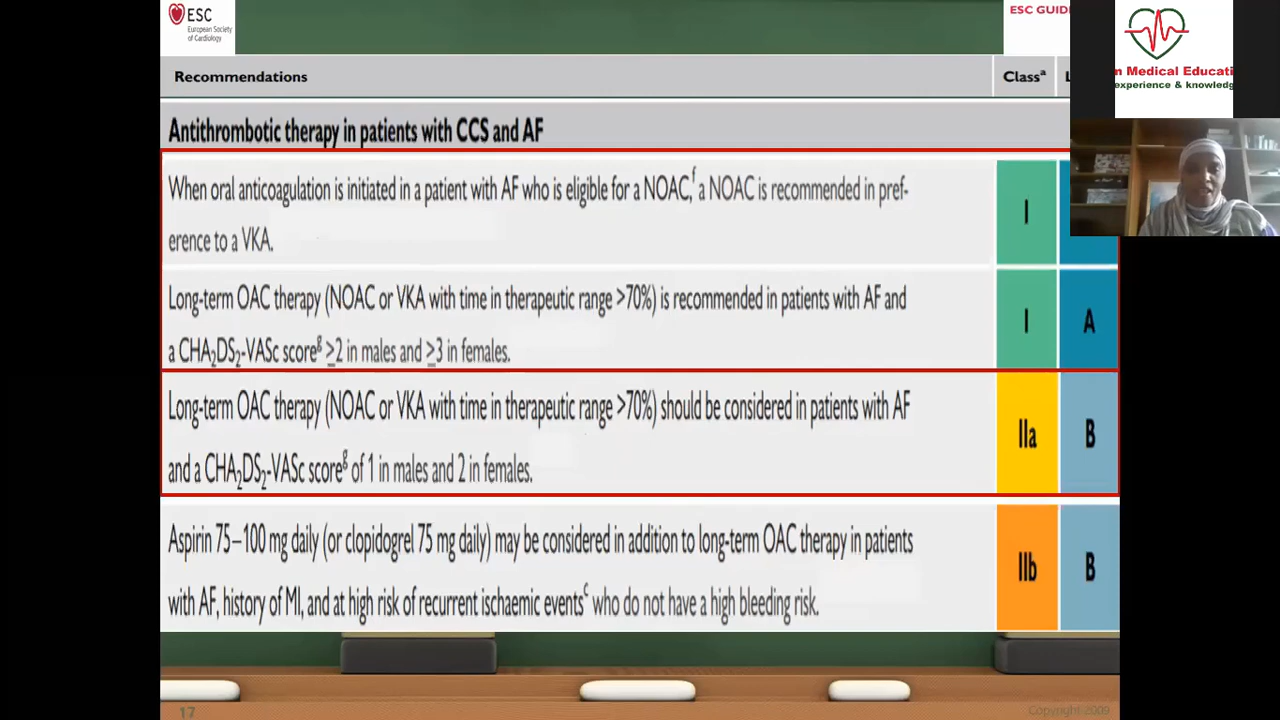 ESC
European Society
of Cardiology
ESC GUID
Recommendations
Classᵃ
Antithrombotic therapy in patients with CCS and AF
When oral anticoagulation is initiated in a patient with AF who is eligible for a NOAC,ᶠ a NOAC is recommended in pref-
erence to a VKA.
I
Long-term OAC therapy (NOAC or VKA with time in therapeutic range >70%) is recommended in patients with AF and
a CHA₂DS₂-VASc scoreᵍ ≥2 in males and ≥3 in females.
I
A
Long-term OAC therapy (NOAC or VKA with time in therapeutic range >70%) should be considered in patients with AF
and a CHA₂DS₂-VASc scoreᵍ of 1 in males and 2 in females.
IIa
B
Aspirin 75–100 mg daily (or clopidogrel 75 mg daily) may be considered in addition to long-term OAC therapy in patients
with AF, history of MI, and at high risk of recurrent ischaemic eventsᶜ who do not have a high bleeding risk.
IIb
B
n Medical Educati
experience & knowledg
17
Copyright 2009